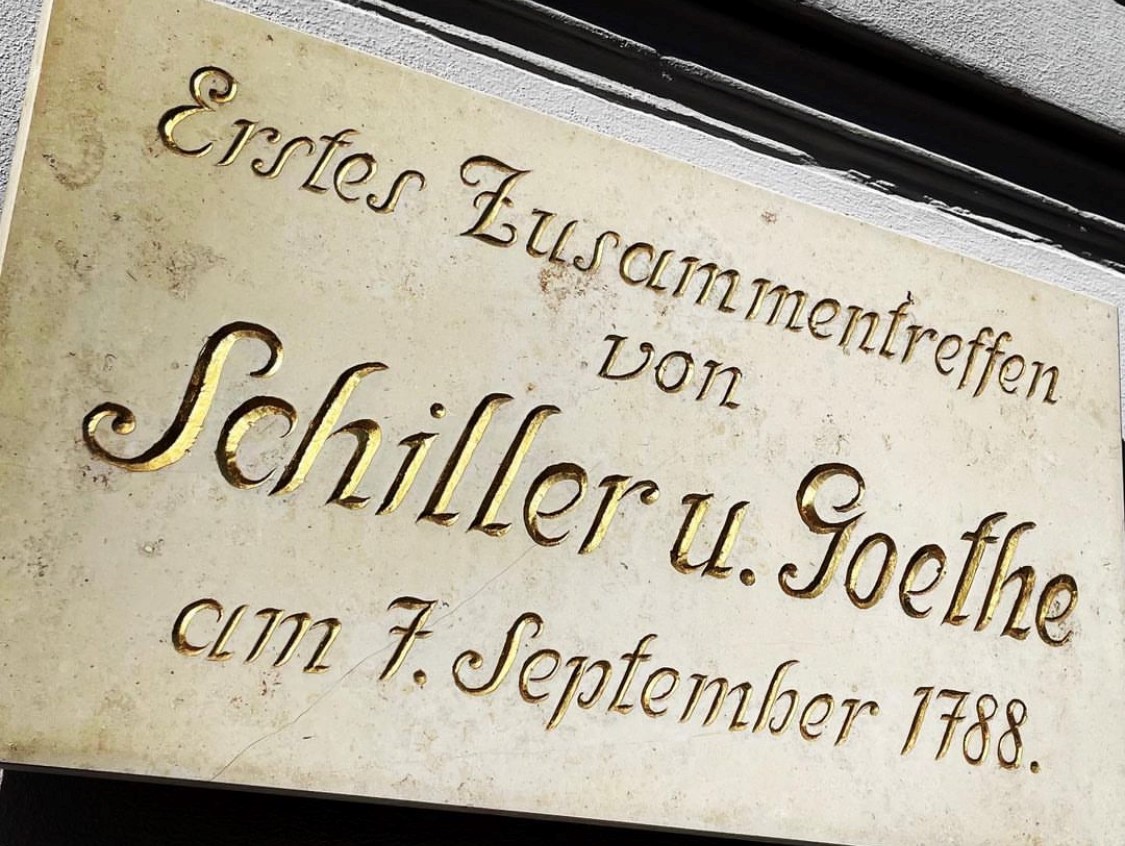 Erstes Zusammentreffen
von
Schiller u. Goethe
am 7. September 1788.